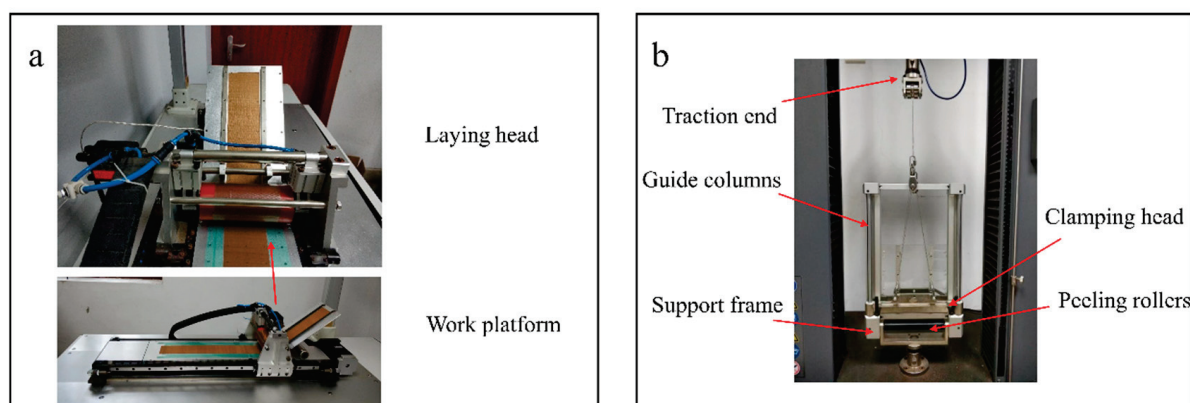 a
Laying head
Work platform
b
Traction end
Guide columns
Clamping head
Support frame
Peeling rollers